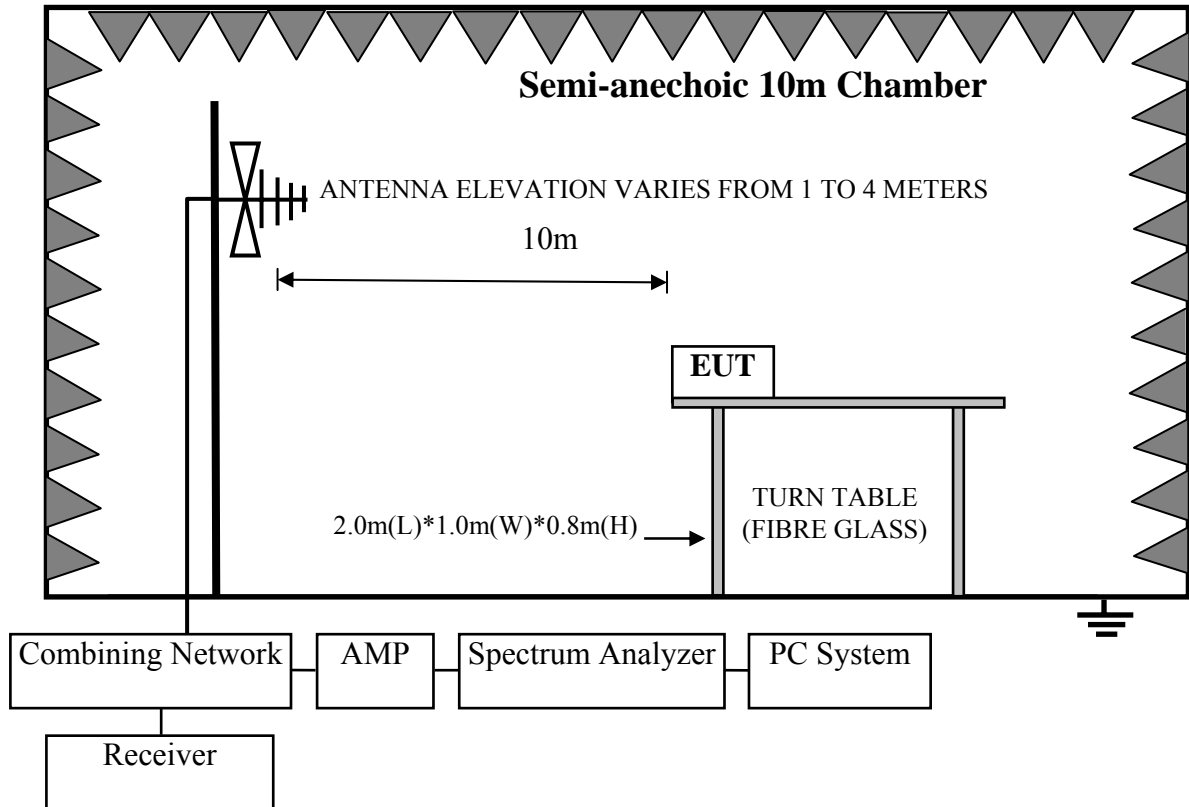 Semi-anechoic 10m Chamber
ANTENNA ELEVATION VARIES FROM 1 TO 4 METERS
10m
EUT
2.0m(L)*1.0m(W)*0.8m(H)
TURN TABLE
(FIBRE GLASS)
Combining Network
AMP
Spectrum Analyzer
PC System
Receiver